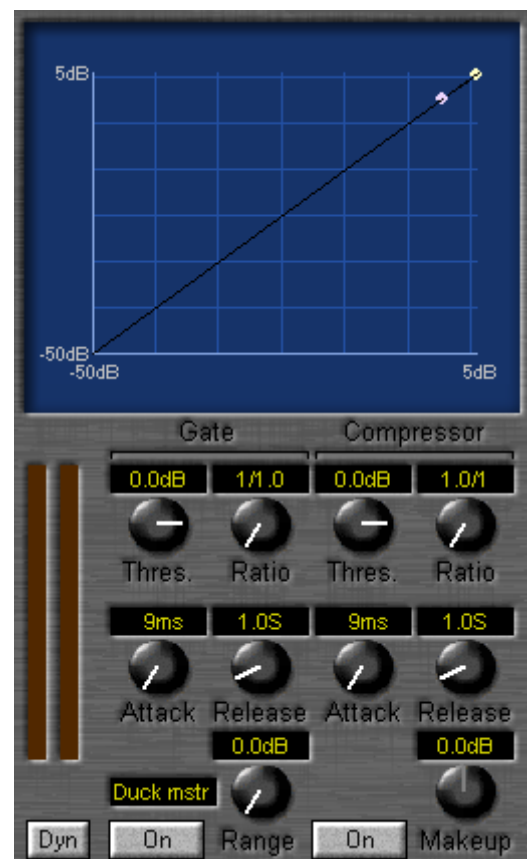 5dB
-50dB
-50dB 5dB
Gate Compressor
0.0dB 1/1.0 0.0dB 1.0/1
Thres. Ratio Thres. Ratio
9ms 1.0S 9ms 1.0S
Attack Release Attack Release
0.0dB 0.0dB
Duck mstr
Dyn On Range On Makeup